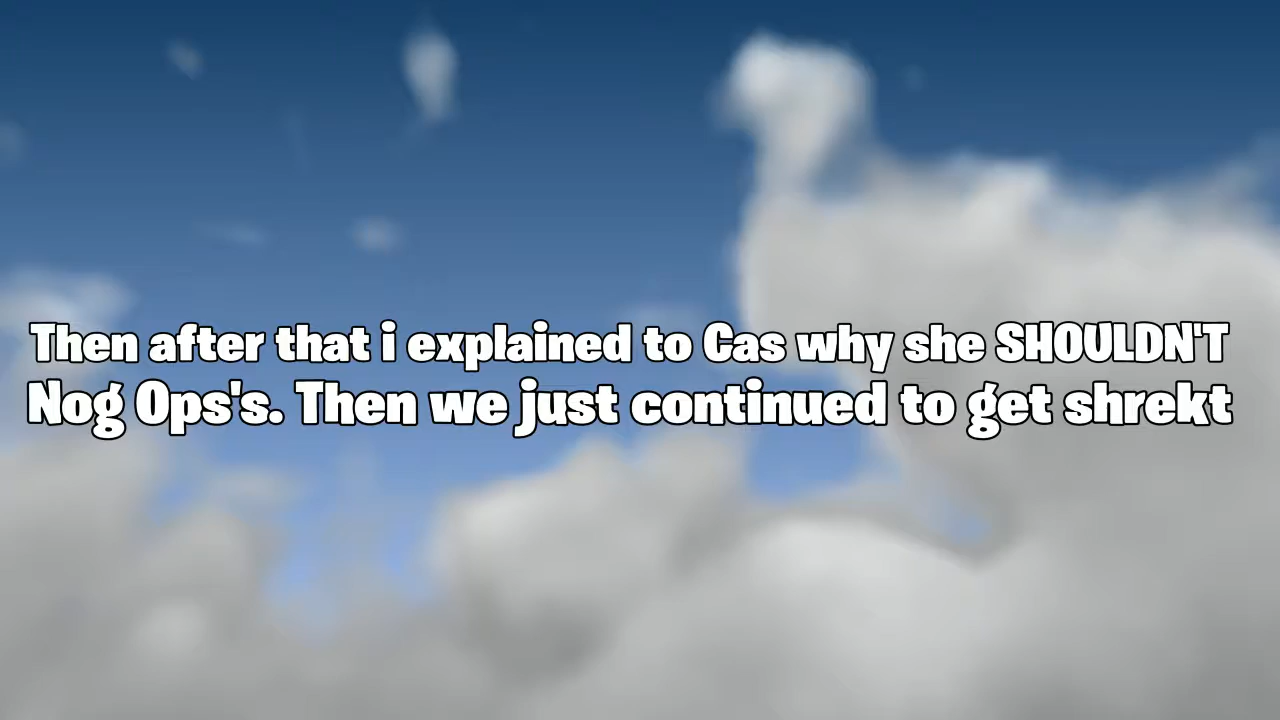 Then after that i explained to Cas why she SHOULDN'T
Nog Ops's. Then we just continued to get shrekt